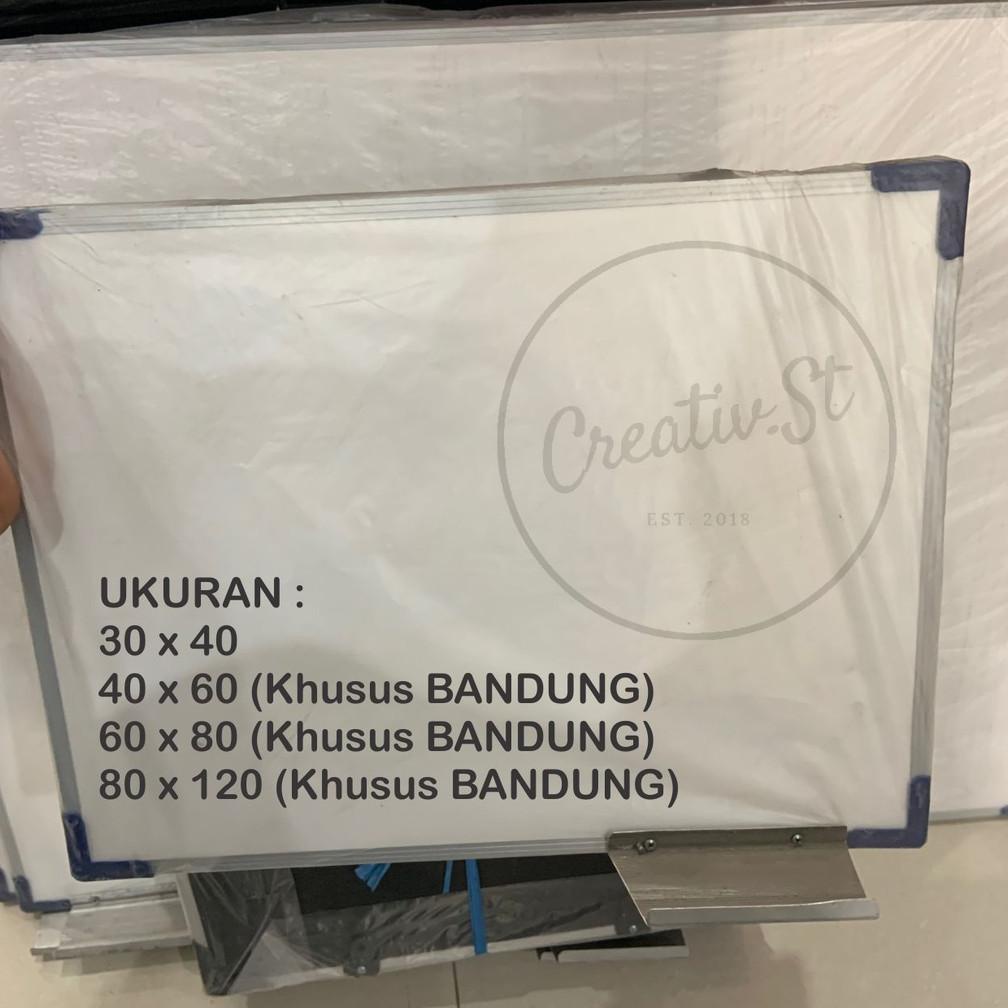 Creativ.St
EST. 2018
UKURAN :
30 x 40
40 x 60 (Khusus BANDUNG)
60 x 80 (Khusus BANDUNG)
80 x 120 (Khusus BANDUNG)